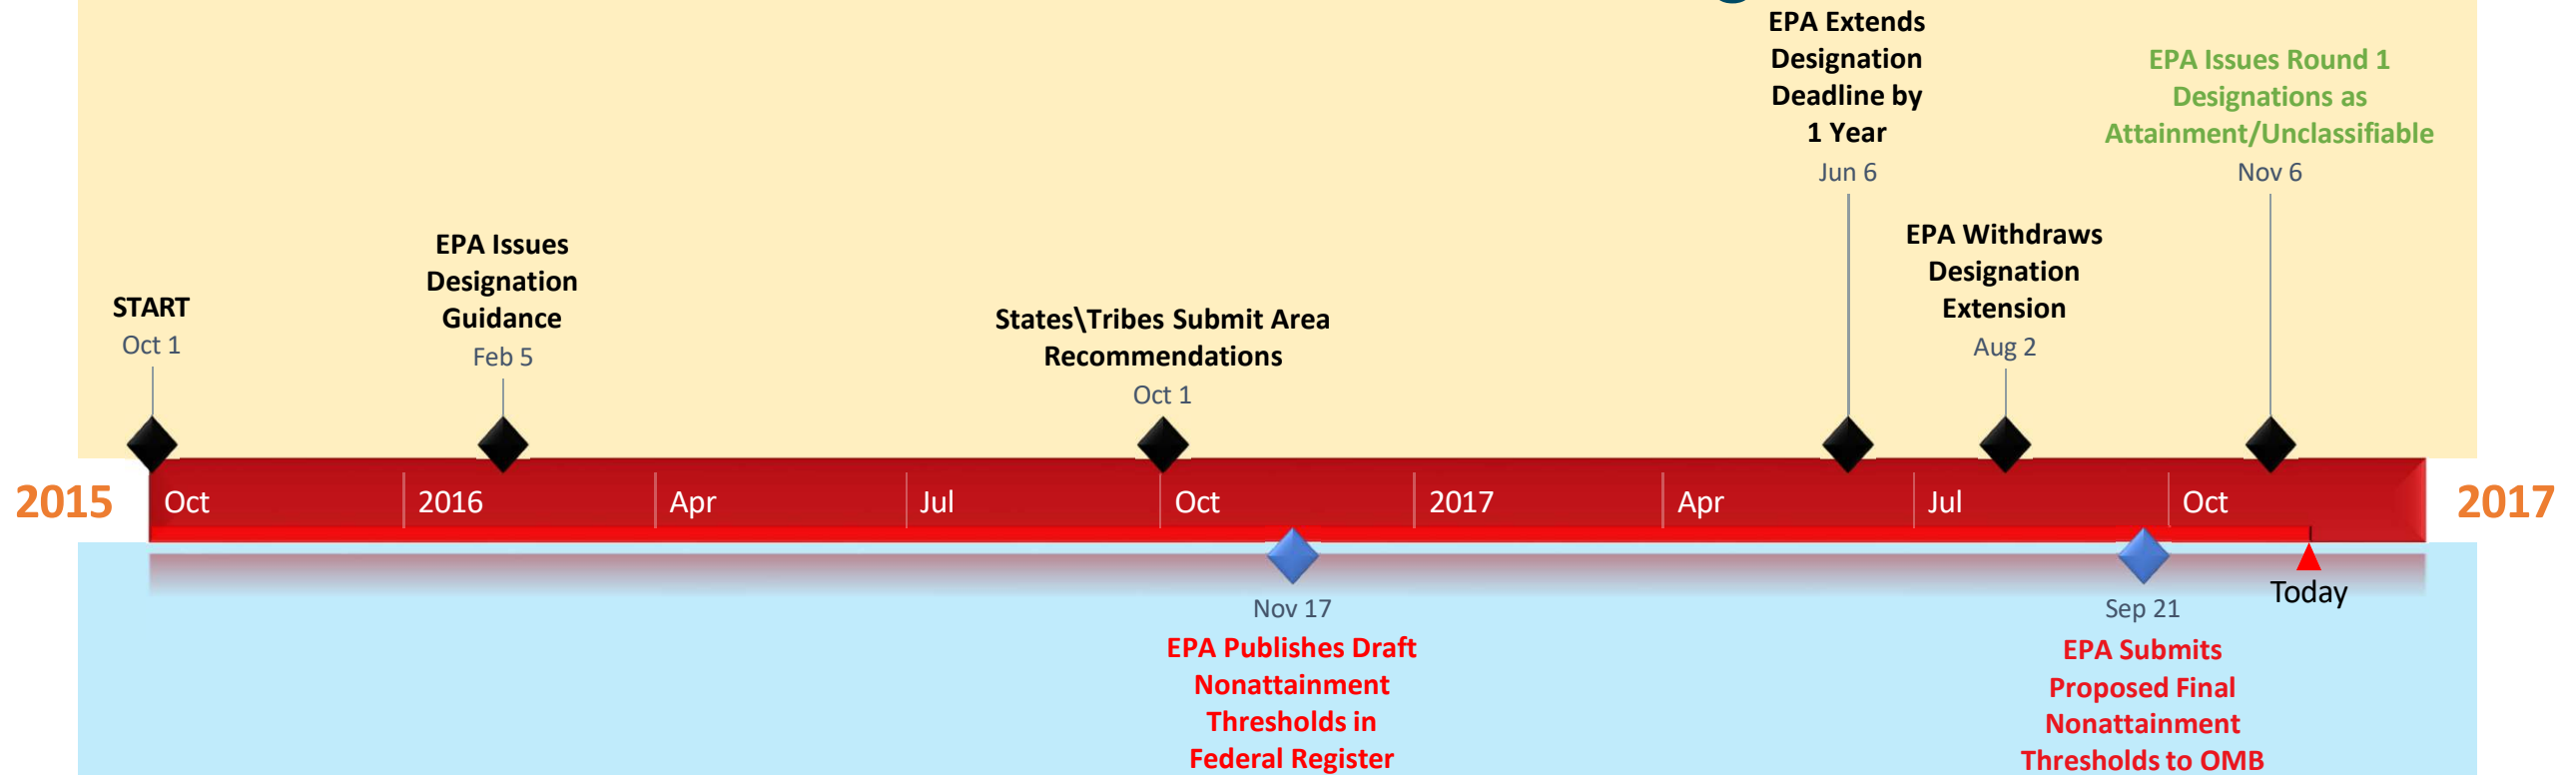 EPA Extends
Designation
Deadline by
1 Year
Jun 6
EPA Issues Round 1
Designations as
Attainment/Unclassifiable
Nov 6
EPA Withdraws
Designation
Extension
Aug 2
EPA Issues
Designation
Guidance
Feb 5
START
Oct 1
States\Tribes Submit Area
Recommendations
Oct 1
2015
Oct
2016
Apr
Jul
Oct
2017
Apr
Jul
Oct
2017
Today
Nov 17
EPA Publishes Draft
Nonattainment
Thresholds in
Federal Register
Sep 21
EPA Submits
Proposed Final
Nonattainment
Thresholds to OMB